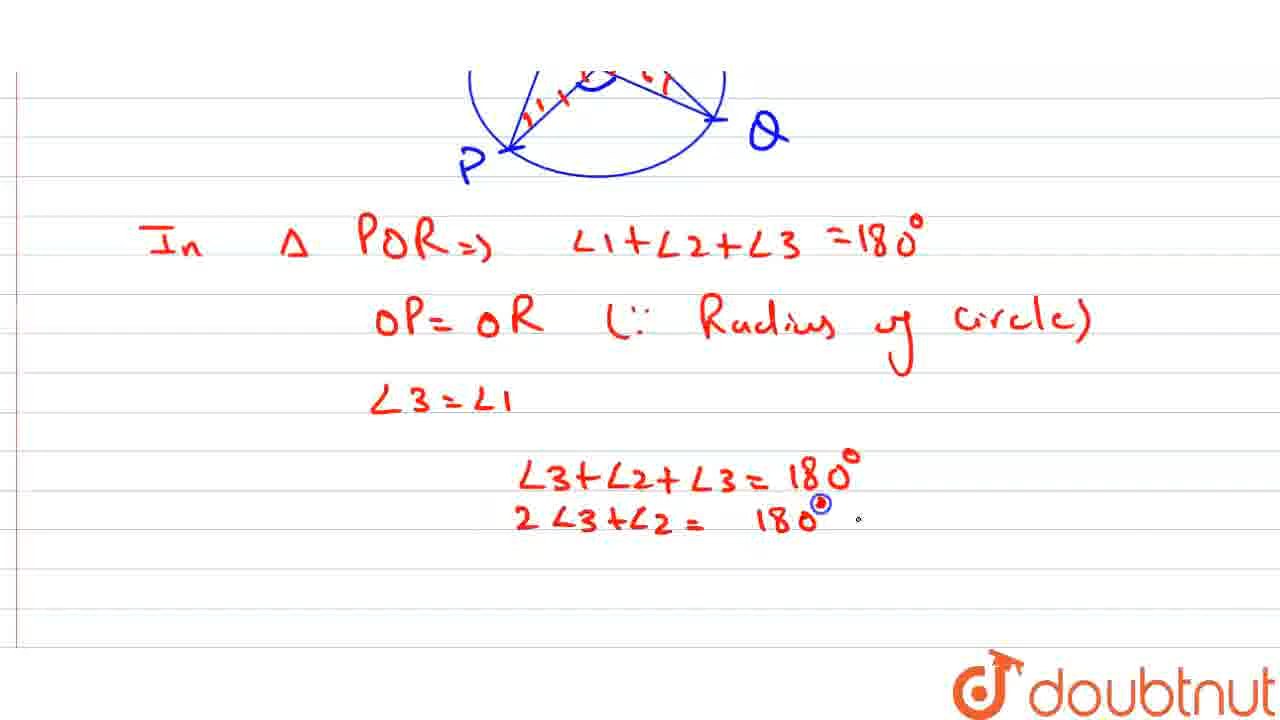 Q
P
In Δ POR => ∠1+∠2+∠3 = 180°
OP = OR (∵ Radius of circle)
∠3 = ∠1
∠3+∠2+∠3 = 180°
2∠3+∠2 = 180°
doubtnut